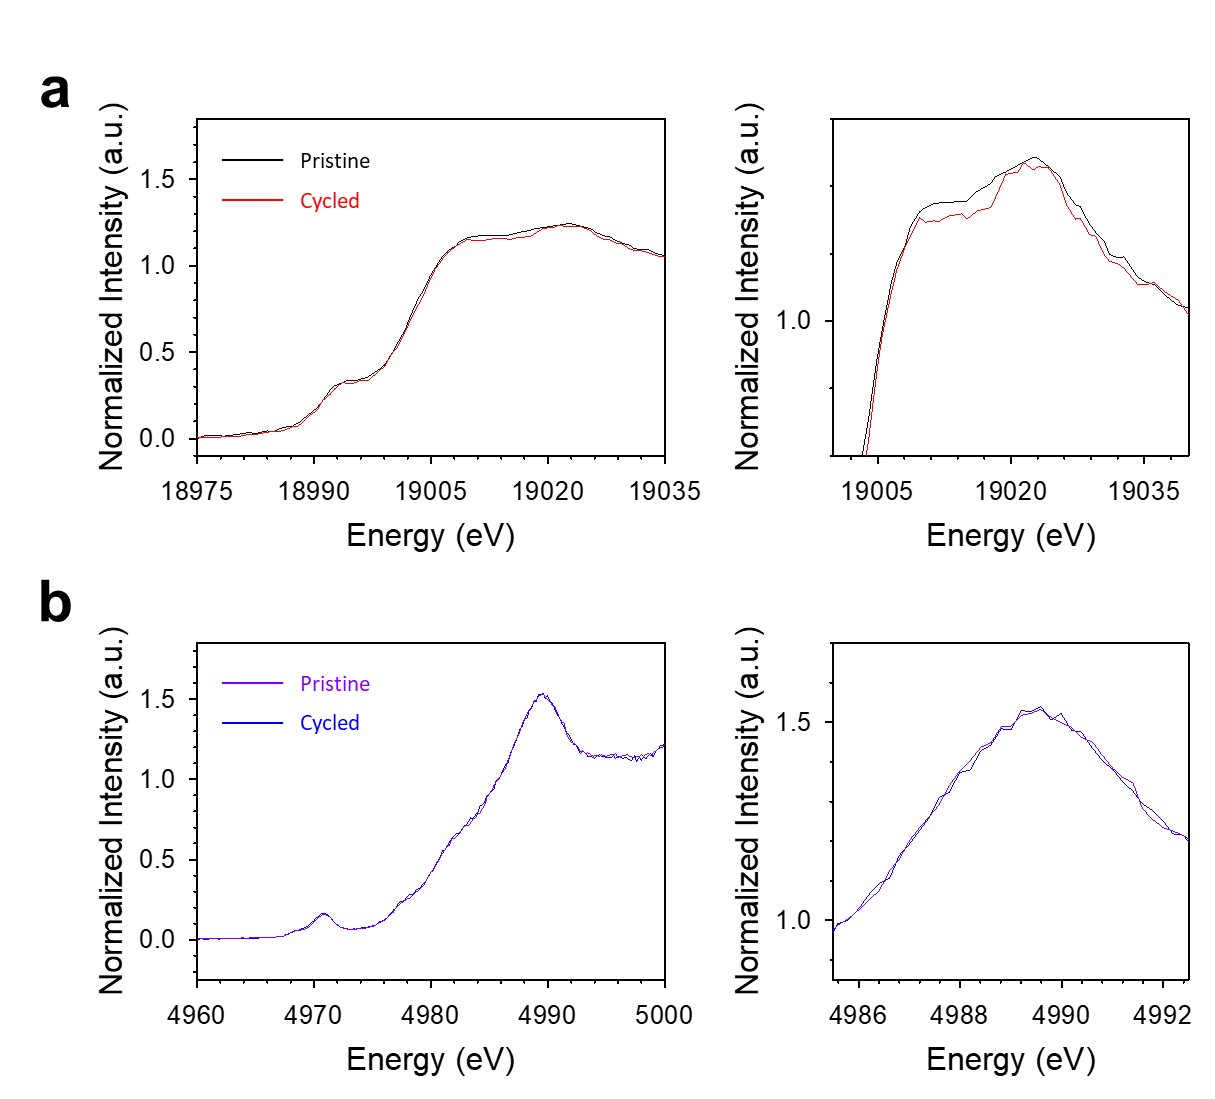 a
Normalized Intensity (a.u.)
Pristine
Cycled
1.5
1.0
0.5
0.0
18975 18990 19005 19020 19035
Energy (eV)
Normalized Intensity (a.u.)
1.0
19005 19020 19035
Energy (eV)
b
Normalized Intensity (a.u.)
Pristine
Cycled
1.5
1.0
0.5
0.0
4960 4970 4980 4990 5000
Energy (eV)
Normalized Intensity (a.u.)
1.5
1.0
4986 4988 4990 4992
Energy (eV)